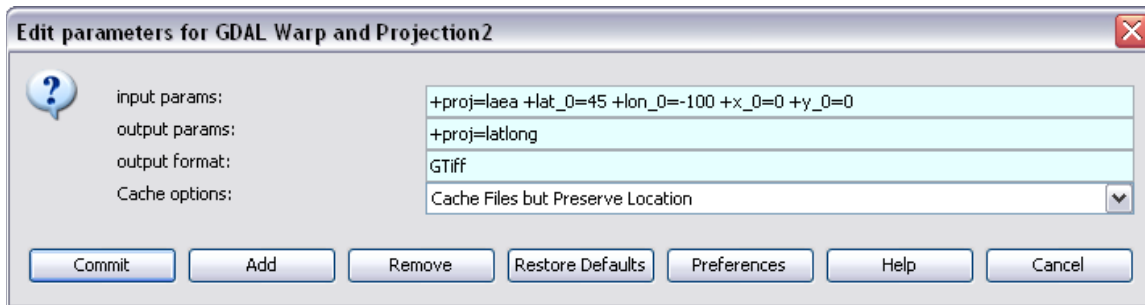 Edit parameters for GDAL Warp and Projection2
input params: +proj=laea +lat_0=45 +lon_0=-100 +x_0=0 +y_0=0
output params: +proj=latlong
output format: GTiff
Cache options: Cache Files but Preserve Location
Commit Add Remove Restore Defaults Preferences Help Cancel